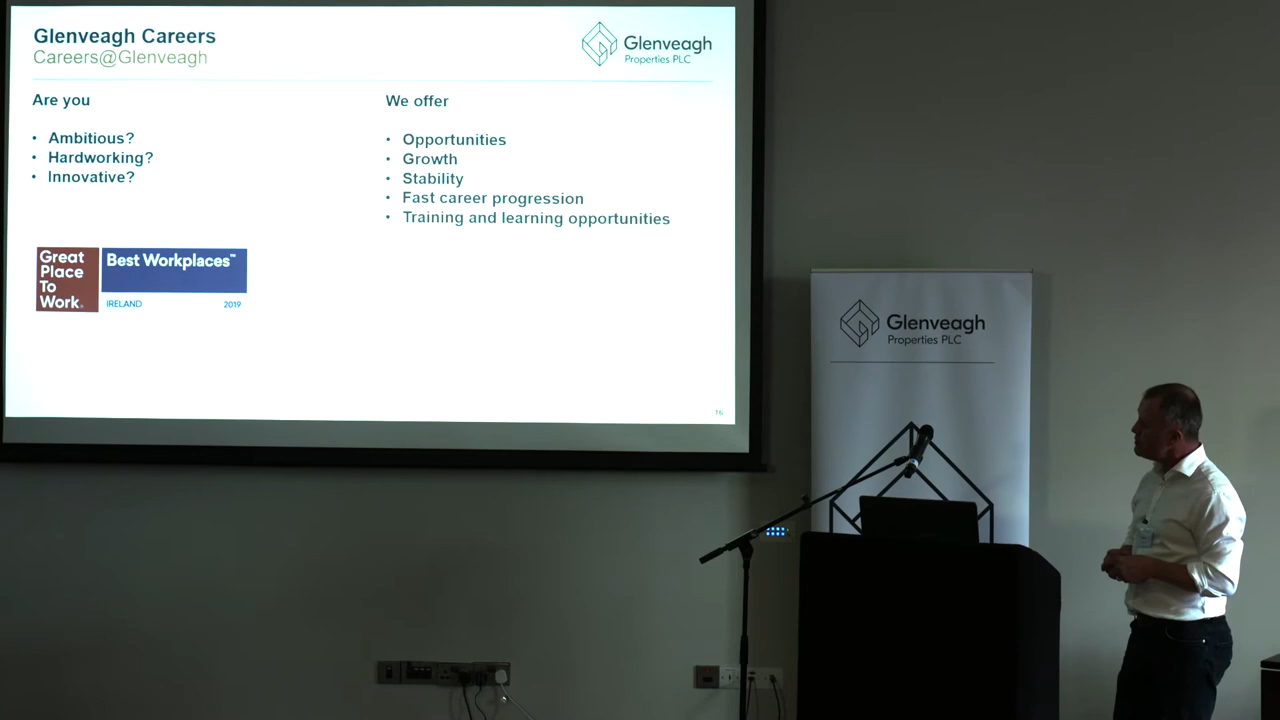 Glenveagh Careers
Careers@Glenveagh
Glenveagh
Properties PLC
Are you
• Ambitious?
• Hardworking?
• Innovative?
We offer
• Opportunities
• Growth
• Stability
• Fast career progression
• Training and learning opportunities
Great
Place
To
Work.
Best Workplaces™
IRELAND 2019
16
Glenveagh
Properties PLC